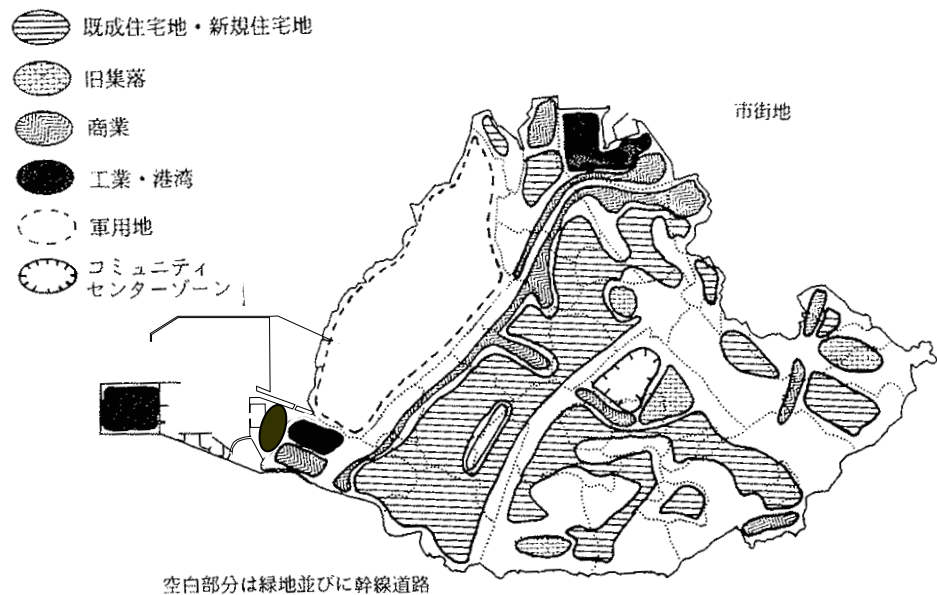 既成住宅地・新規住宅地
旧集落
商業
工業・港湾
軍用地
コミュニティ
センターゾーン
市街地
空白部分は緑地並びに幹線道路